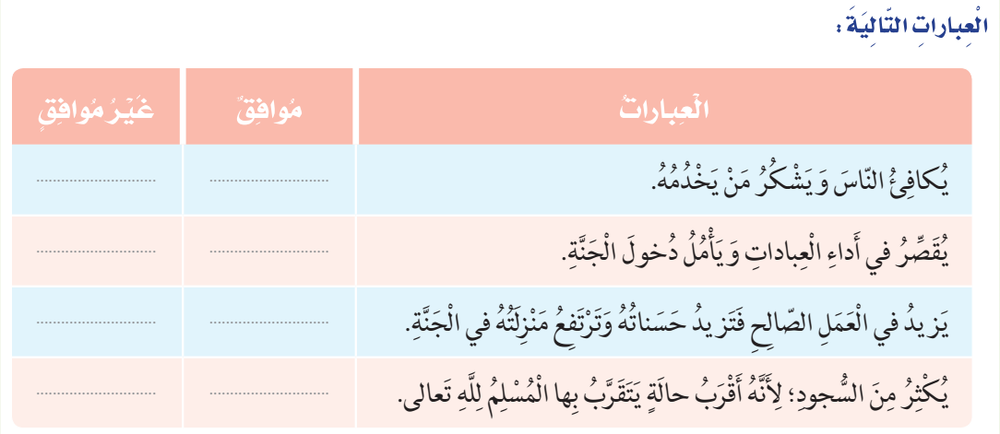 الْعِباراتِ التّالِيَةَ :
الْعِباراتُ مُوافِقٌ غَيْرُ مُوافِقٍ
يُكافِئُ النّاسَ وَ يَشْكُرُ مَنْ يَخْدُمُهُ. ........................... ...........................
يُقَصِّرُ في أَداءِ الْعِباداتِ وَ يَأْمُلُ دُخولَ الْجَنَّةِ. ........................... ...........................
يَزيدُ في الْعَمَلِ الصّالِحِ فَتَزيدُ حَسَناتُهُ وَتَرْتَفِعُ مَنْزِلَتُهُ في الْجَنَّةِ. ........................... ...........................
يُكْثِرُ مِنَ السُّجودِ؛ لِأَنَّهُ أَقْرَبُ حالَةٍ يَتَقَرَّبُ بِها الْمُسْلِمُ لِلَّهِ تَعالى. ........................... ...........................